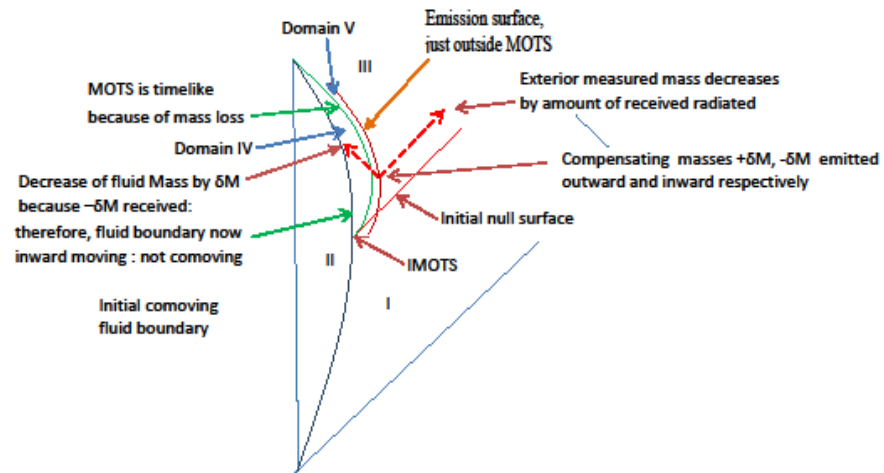 Domain V
III
Emission surface,
just outside MOTS
MOTS is timelike
because of mass loss
Exterior measured mass decreases
by amount of received radiated
Domain IV
Compensating masses +δM, -δM emitted
outward and inward respectively
Decrease of fluid Mass by δM
because –δM received:
therefore, fluid boundary now
inward moving : not comoving
Initial null surface
IMOTS
II
I
Initial comoving
fluid boundary